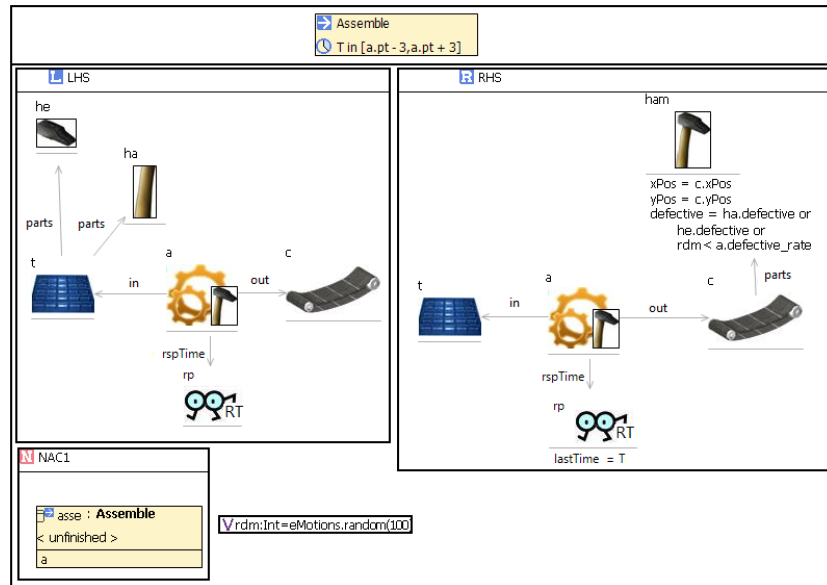 Assemble
T in [a.pt - 3,a.pt + 3]
L LHS
he
ha
parts
parts
t
a
c
in
out
rspTime
rp
RT
R RHS
ham
xPos = c.xPos
yPos = c.yPos
defective = ha.defective or
he.defective or
rdm < a.defective_rate
parts
t
a
c
in
out
rspTime
rp
RT
lastTime = T
N NAC1
asse : Assemble
< unfinished >
a
V rdm:Int=eMotions.random(100